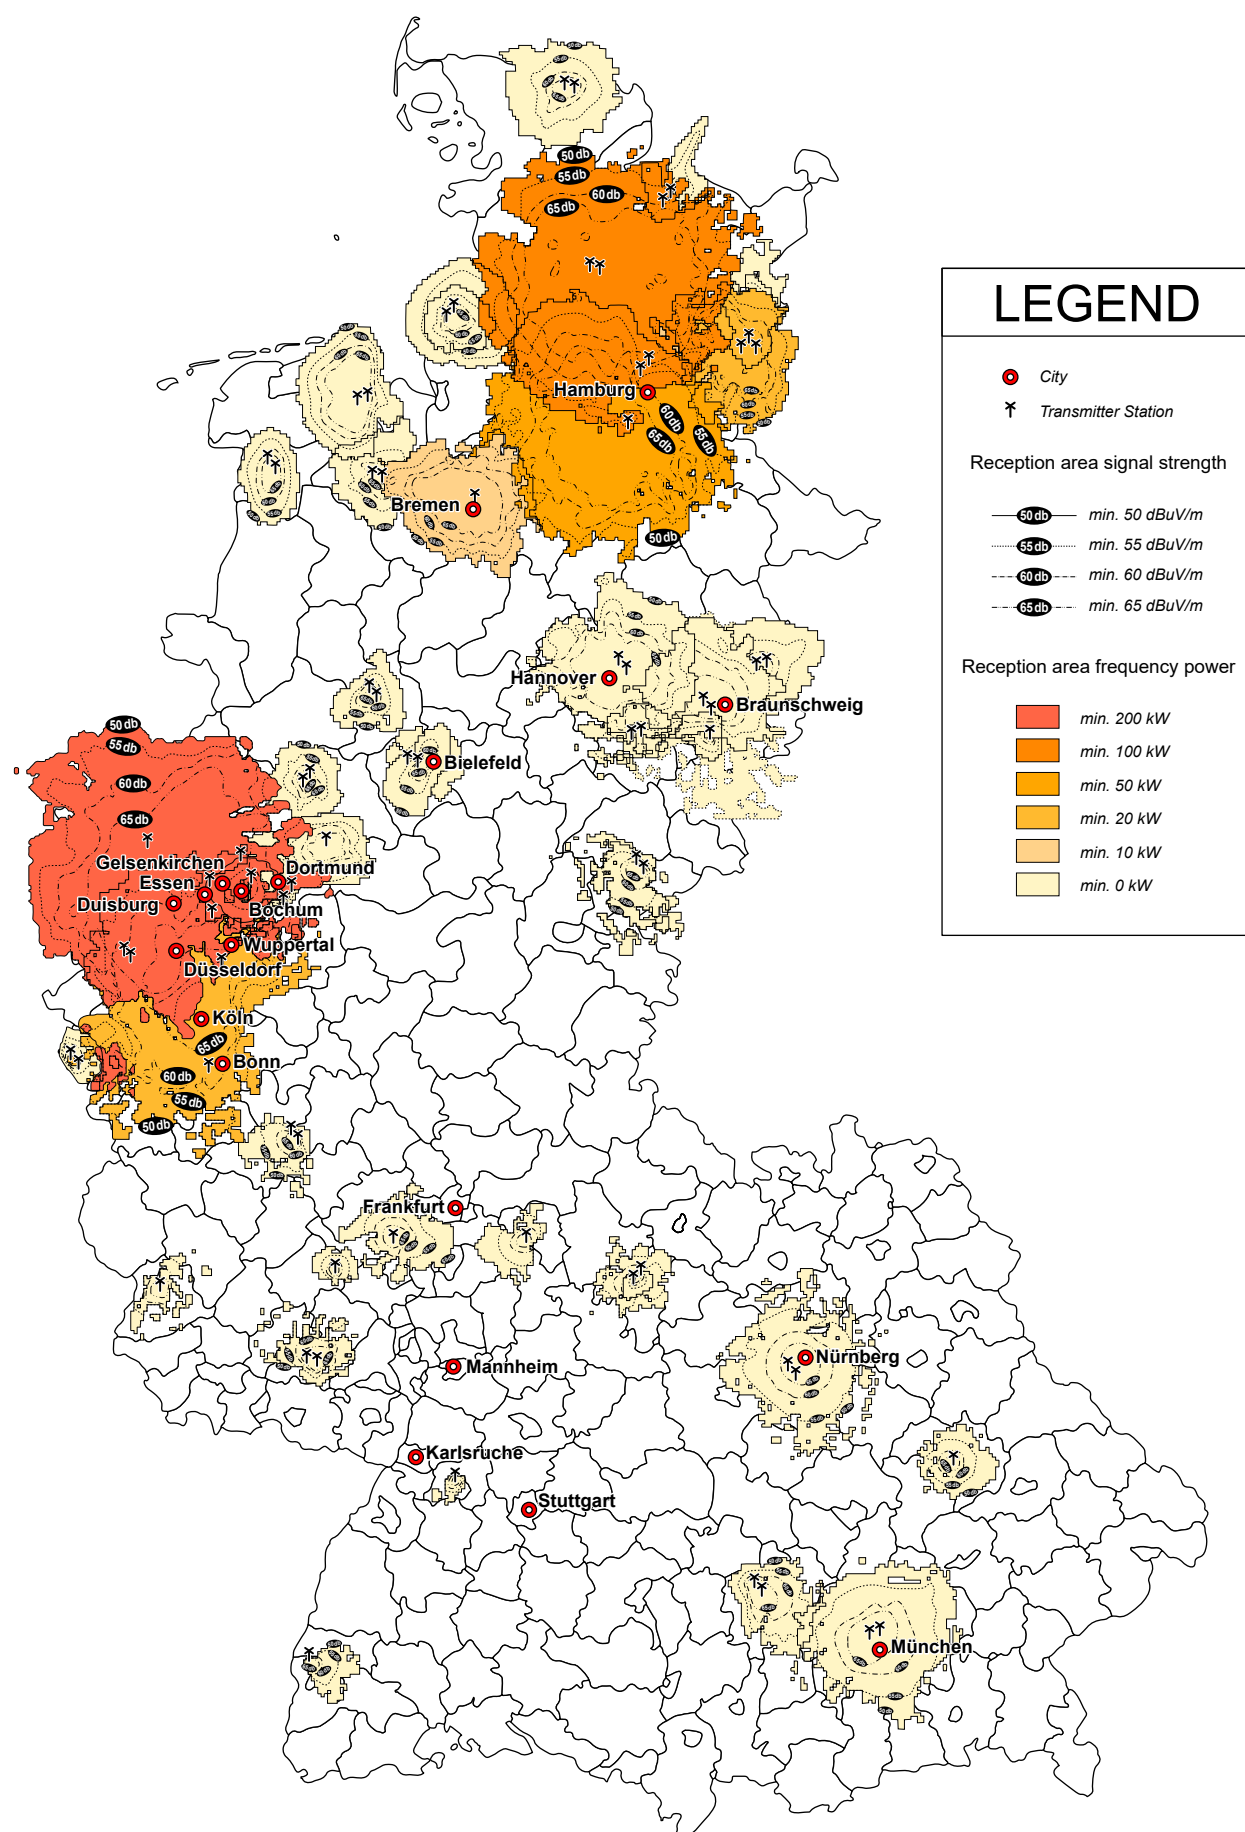 50 db
55 db
60 db
65 db
LEGEND
City
Transmitter Station
Reception area signal strength
50 db min. 50 dBuV/m
55 db min. 55 dBuV/m
60 db min. 60 dBuV/m
65 db min. 65 dBuV/m
Reception area frequency power
min. 200 kW
min. 100 kW
min. 50 kW
min. 20 kW
min. 10 kW
min. 0 kW
Hamburg
60 db
65 db
55 db
50 db
Bremen
Hannover
Braunschweig
Bielefeld
50 db
55 db
60 db
65 db
Gelsenkirchen
Essen
Dortmund
Duisburg
Bochum
Wuppertal
Düsseldorf
Köln
65 db
Bonn
60 db
55 db
50 db
Frankfurt
Mannheim
Nürnberg
Karlsruche
Stuttgart
München